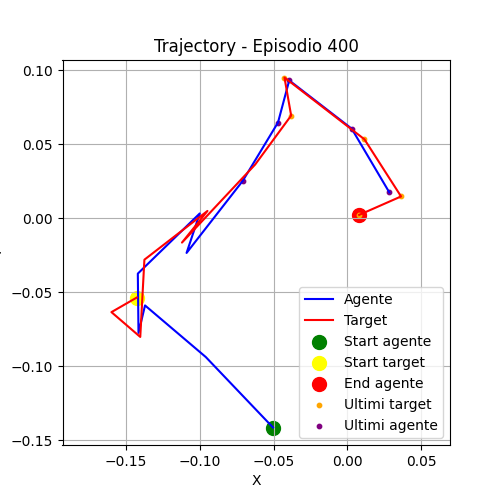 Trajectory - Episodio 400
0.10
0.05
0.00
−0.05
−0.10
−0.15
−0.15
−0.10
−0.05
0.00
0.05
X
Agente
Target
Start agente
Start target
End agente
Ultimi target
Ultimi agente